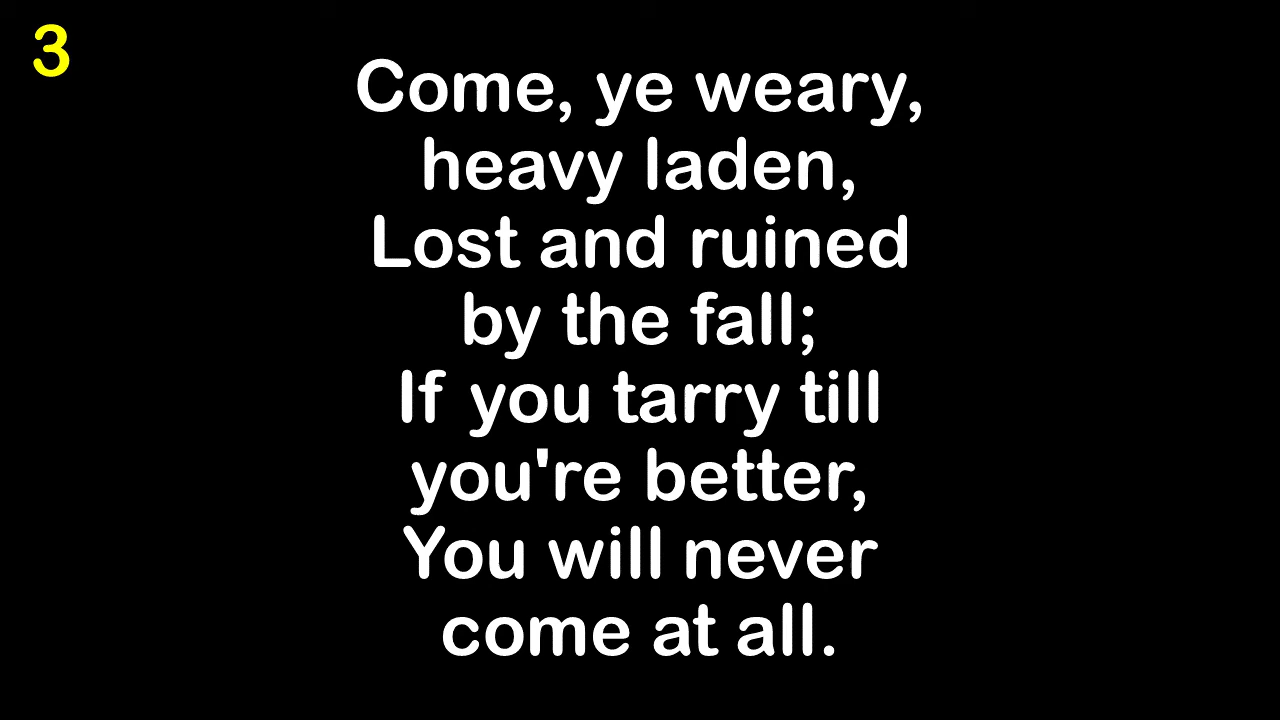 3
Come, ye weary,
heavy laden,
Lost and ruined
by the fall;
If you tarry till
you're better,
You will never
come at all.